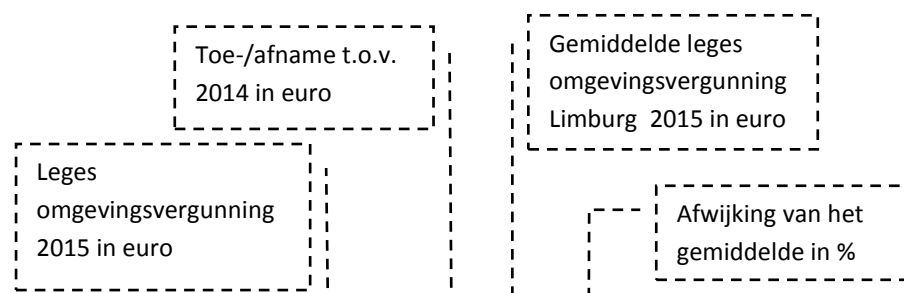 Toe-/afname t.o.v.
2014 in euro
Gemiddelde leges
omgevingsvergunning
Limburg 2015 in euro
Leges
omgevingsvergunning
2015 in euro
Afwijking van het
gemiddelde in %